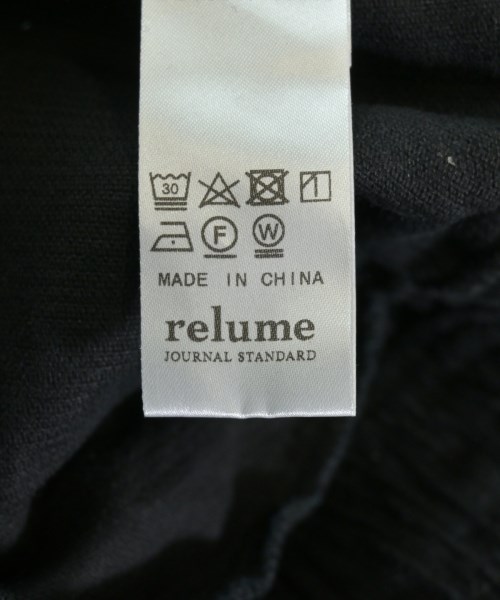 30
F W
MADE IN CHINA
relume
JOURNAL STANDARD